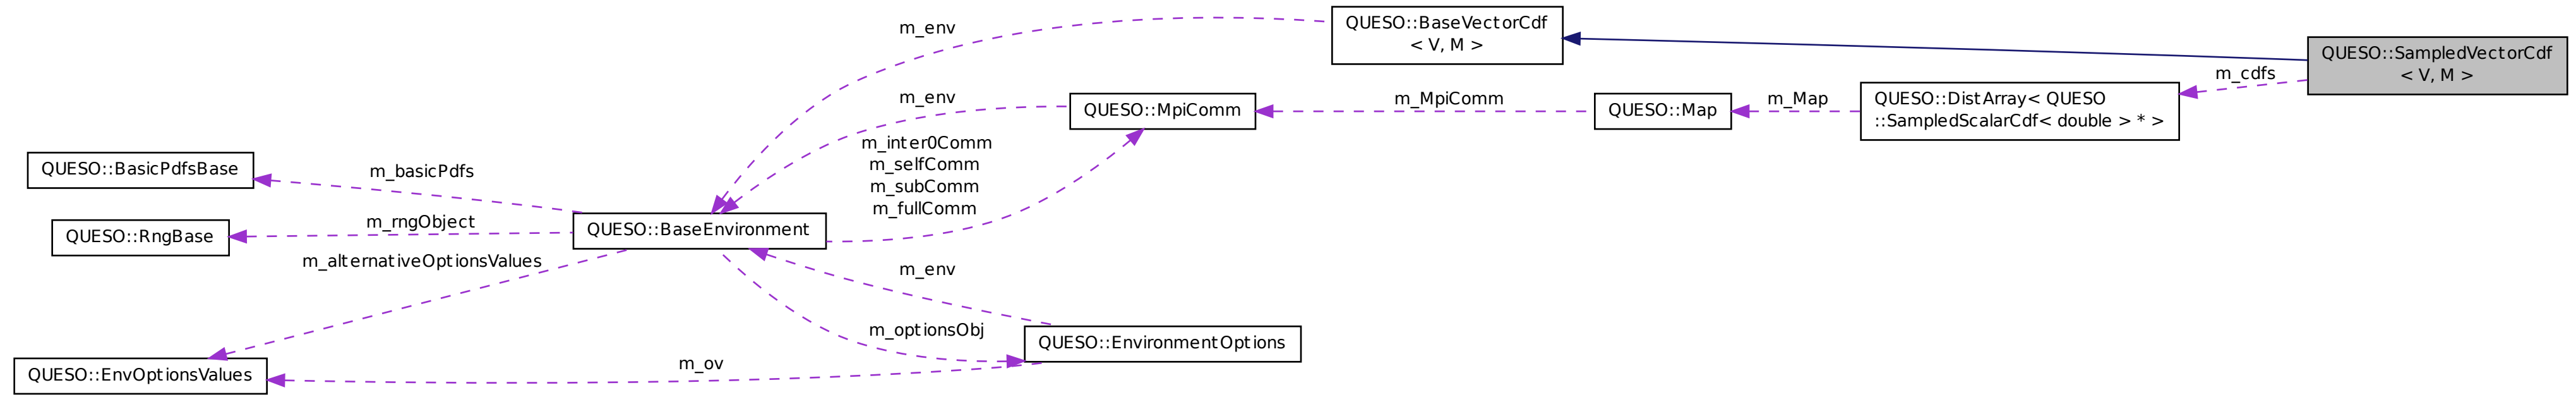 m_env
QUESO::BaseVectorCdf
< V, M >
QUESO::SampledVectorCdf
< V, M >
m_cdfs
m_env
QUESO::MpiComm
m_MpiComm
QUESO::Map
m_Map
QUESO::DistArray< QUESO
::SampledScalarCdf< double > * >
m_inter0Comm
m_selfComm
m_subComm
m_fullComm
QUESO::BasicPdfsBase
m_basicPdfs
QUESO::RngBase
m_rngObject
QUESO::BaseEnvironment
m_alternativeOptionsValues
m_env
m_optionsObj
QUESO::EnvironmentOptions
QUESO::EnvOptionsValues
m_ov